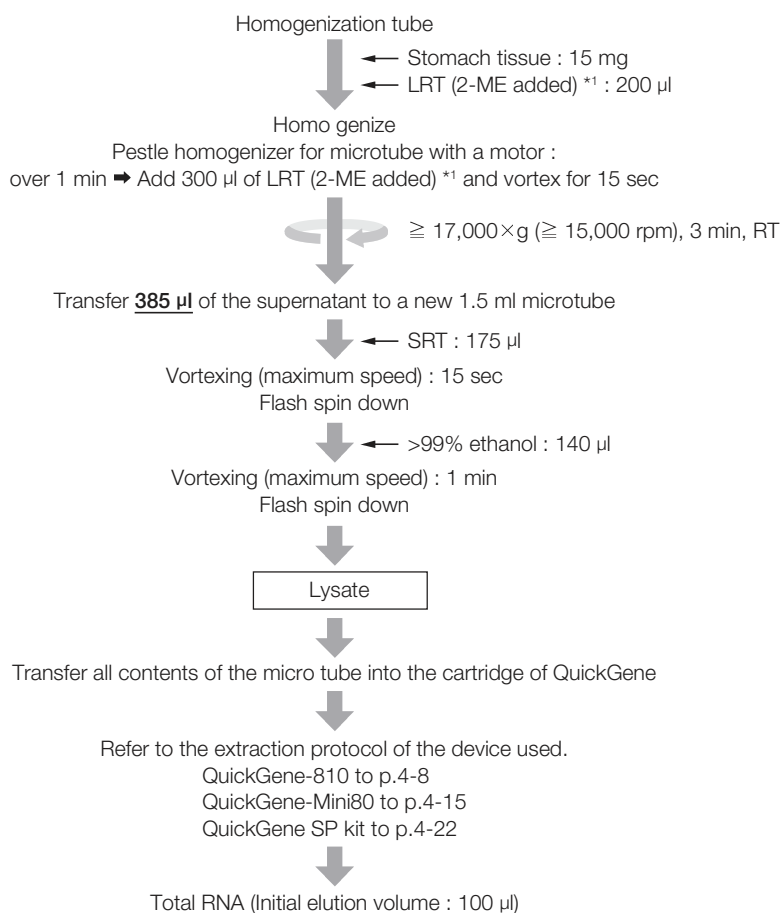 Homogenization tube
Stomach tissue : 15 mg
LRT (2-ME added) *1 : 200 µl
Homo genize
Pestle homogenizer for microtube with a motor :
over 1 min ➡ Add 300 µl of LRT (2-ME added) *1 and vortex for 15 sec
≧ 17,000×g (≧ 15,000 rpm), 3 min, RT
Transfer 385 µl of the supernatant to a new 1.5 ml microtube
SRT : 175 µl
Vortexing (maximum speed) : 15 sec
Flash spin down
>99% ethanol : 140 µl
Vortexing (maximum speed) : 1 min
Flash spin down
Lysate
Transfer all contents of the micro tube into the cartridge of QuickGene
Refer to the extraction protocol of the device used.
QuickGene-810 to p.4-8
QuickGene-Mini80 to p.4-15
QuickGene SP kit to p.4-22
Total RNA (Initial elution volume : 100 µl)